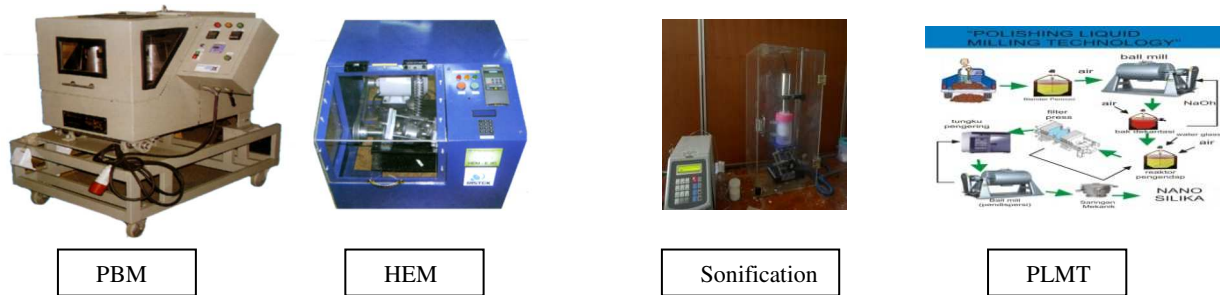 "POLISHING LIQUID
MILLING TECHNOLOGY"
ball mill
air
Blender Pencuci
NaOh
air
filter
press
tungku
pengering
bak dekantasi
water glass
air
reaktor
pengendap
Ball mill
(pendispersi)
Saringan
Mekanik
NANO
SILIKA
PBM
HEM
Sonification
PLMT